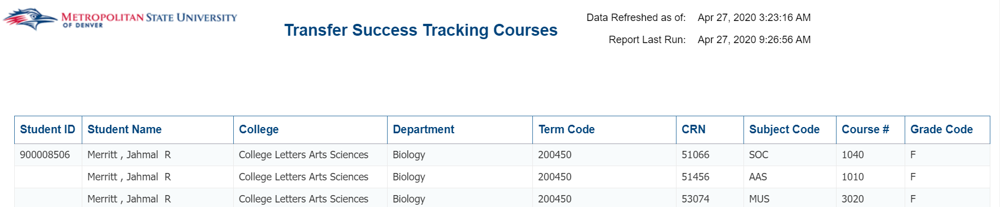 METROPOLITAN STATE UNIVERSITY
OF DENVER
Transfer Success Tracking Courses
Data Refreshed as of: Apr 27, 2020 3:23:16 AM
Report Last Run: Apr 27, 2020 9:26:56 AM
Student ID Student Name College Department Term Code CRN Subject Code Course # Grade Code
900008506 Merritt , Jahmal R College Letters Arts Sciences Biology 200450 51066 SOC 1040 F
Merritt , Jahmal R College Letters Arts Sciences Biology 200450 51456 AAS 1010 F
Merritt , Jahmal R College Letters Arts Sciences Biology 200450 53074 MUS 3020 F